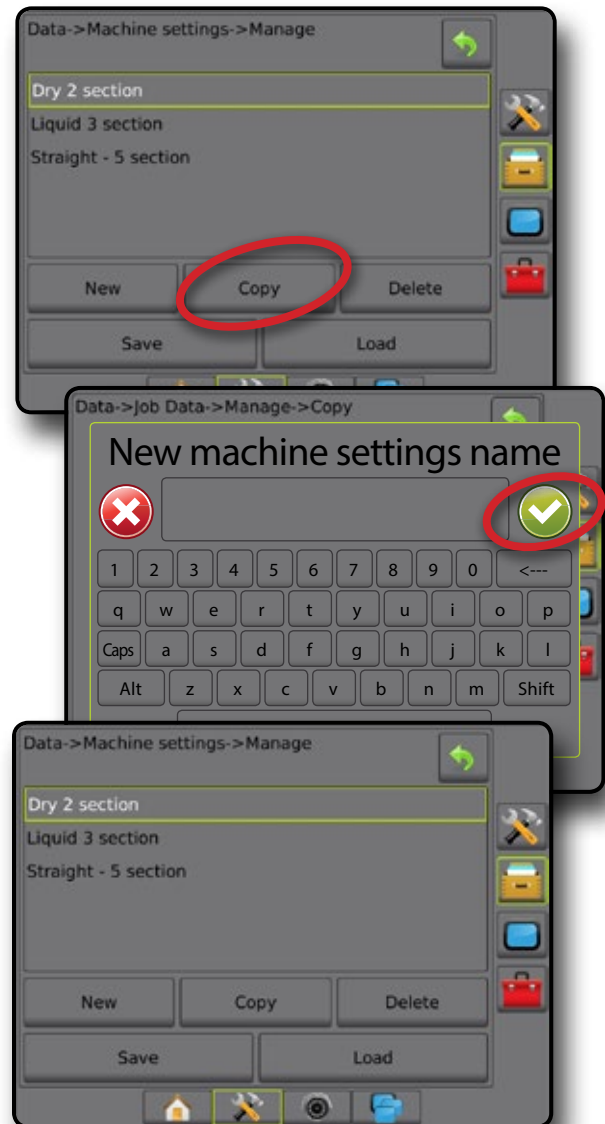 Data->Machine settings->Manage
Dry 2 section
Liquid 3 section
Straight - 5 section
New Copy Delete
Save Load
Data->Job Data->Manage->Copy
New machine settings name
1 2 3 4 5 6 7 8 9 0 <---
q w e r t y u i o p
Caps a s d f g h j k l
Alt z x c v b n m Shift
Data->Machine settings->Manage
Dry 2 section
Liquid 3 section
Straight - 5 section
New Copy Delete
Save Load